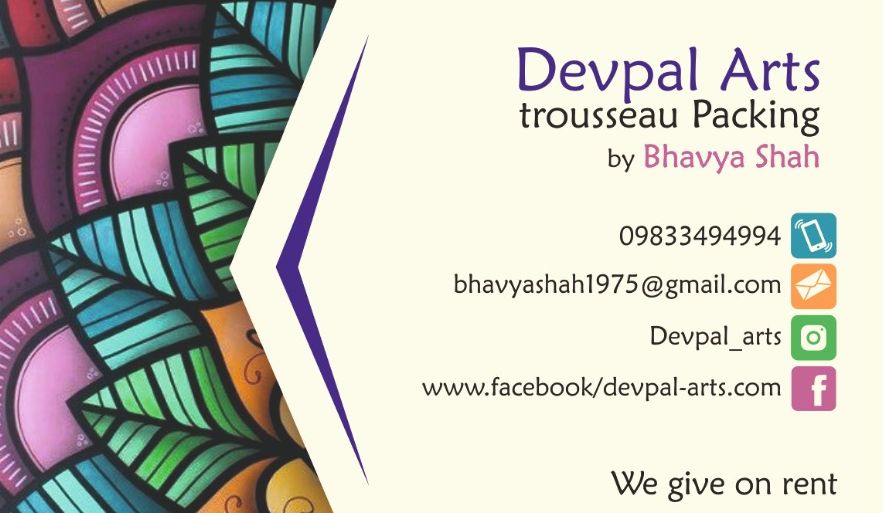 Devpal Arts
trousseau Packing
by Bhavya Shah
09833494994
bhavyashah1975@gmail.com
Devpal_arts
www.facebook/devpal-arts.com
We give on rent